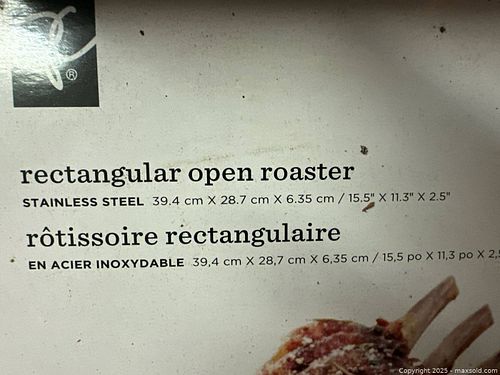 ®
rectangular open roaster
STAINLESS STEEL 39.4 cm X 28.7 cm X 6.35 cm / 15.5" X 11.3" X 2.5"
rôtissoire rectangulaire
EN ACIER INOXYDABLE 39,4 cm X 28,7 cm X 6,35 cm / 15,5 po X 11,3 po X 2,5
Copyright 2025 - maxsold.com